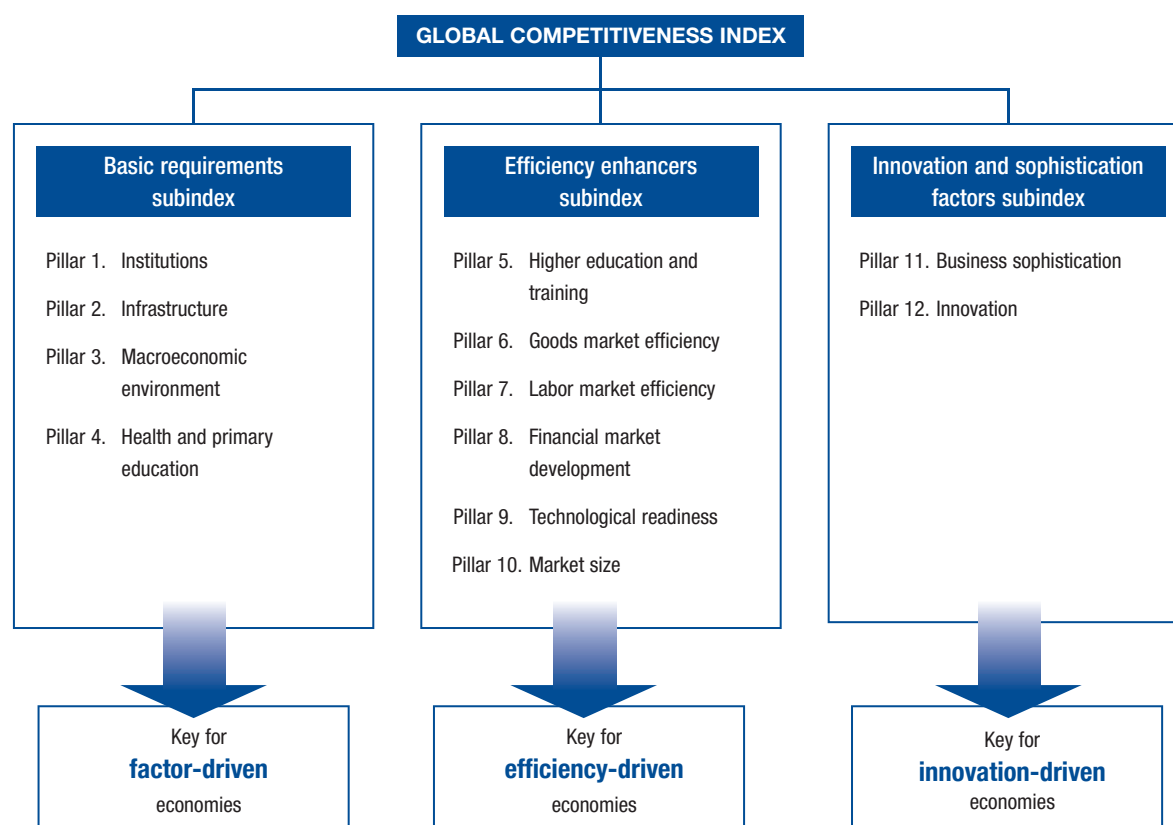 GLOBAL COMPETITIVENESS INDEX
Basic requirements
subindex
Pillar 1. Institutions
Pillar 2. Infrastructure
Pillar 3. Macroeconomic
environment
Pillar 4. Health and primary
education
Key for
factor-driven
economies
Efficiency enhancers
subindex
Pillar 5. Higher education and
training
Pillar 6. Goods market efficiency
Pillar 7. Labor market efficiency
Pillar 8. Financial market
development
Pillar 9. Technological readiness
Pillar 10. Market size
Key for
efficiency-driven
economies
Innovation and sophistication
factors subindex
Pillar 11. Business sophistication
Pillar 12. Innovation
Key for
innovation-driven
economies